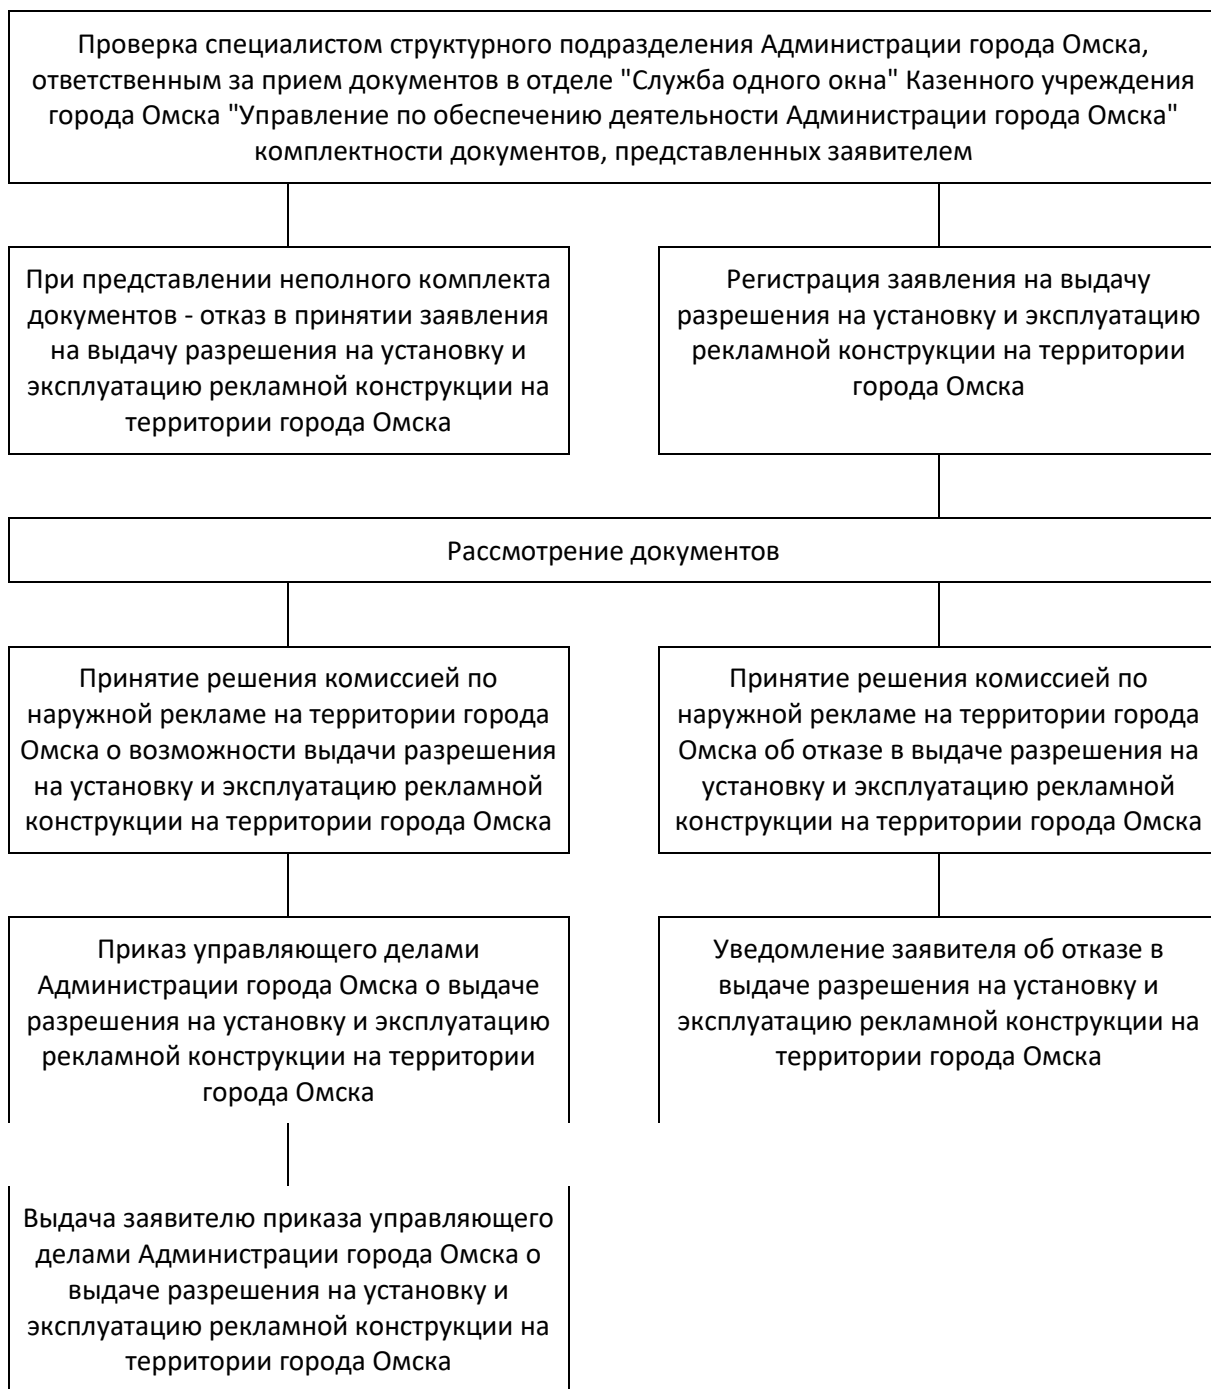 Проверка специалистом структурного подразделения Администрации города Омска,
ответственным за прием документов в отделе "Служба одного окна" Казенного учреждения
города Омска "Управление по обеспечению деятельности Администрации города Омска"
комплектности документов, представленных заявителем
При представлении неполного комплекта
документов - отказ в принятии заявления
на выдачу разрешения на установку и
эксплуатацию рекламной конструкции на
территории города Омска
Регистрация заявления на выдачу
разрешения на установку и эксплуатацию
рекламной конструкции на территории
города Омска
Рассмотрение документов
Принятие решения комиссией по
наружной рекламе на территории города
Омска о возможности выдачи разрешения
на установку и эксплуатацию рекламной
конструкции на территории города Омска
Принятие решения комиссией по
наружной рекламе на территории города
Омска об отказе в выдаче разрешения на
установку и эксплуатацию рекламной
конструкции на территории города Омска
Приказ управляющего делами
Администрации города Омска о выдаче
разрешения на установку и эксплуатацию
рекламной конструкции на территории
города Омска
Уведомление заявителя об отказе в
выдаче разрешения на установку и
эксплуатацию рекламной конструкции на
территории города Омска
Выдача заявителю приказа управляющего
делами Администрации города Омска о
выдаче разрешения на установку и
эксплуатацию рекламной конструкции на
территории города Омска